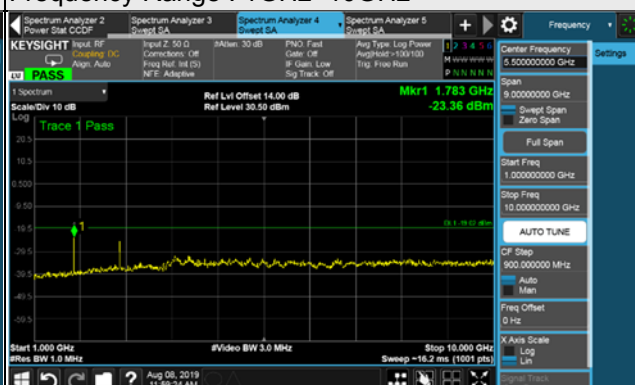 Frequency Range : 1GHz~10GHz
Spectrum Analyzer 2
Power Stat CCDF
Spectrum Analyzer 3
Swept SA
Spectrum Analyzer 4
Swept SA
Spectrum Analyzer 5
Swept SA
+
Frequency
KEYSIGHT
Input: RF
Coupling: DC
Align: Auto
Input Z: 50 Ω
Corrections: Off
Freq Ref: Int (S)
NFE: Adaptive
#Atten: 30 dB
PNO: Fast
Gate: Off
IF Gain: Low
Sig Track: Off
Avg Type: Log Power
Avg|Hold:>100/100
Trig: Free Run
1 2 3 4 5 6
M W W W W W
P N N N N N
LXI
PASS
1 Spectrum
Scale/Div 10 dB
Log
Ref Lvl Offset 14.00 dB
Ref Level 30.50 dBm
Mkr1 1.783 GHz
-23.36 dBm
Trace 1 Pass
20.5
10.5
0.500
-9.50
-19.5
-29.5
-39.5
-49.5
-59.5
1
DL1 -19.02 dBm
Start 1.000 GHz
#Res BW 1.0 MHz
#Video BW 3.0 MHz
Stop 10.000 GHz
Sweep ~16.2 ms (1001 pts)
Aug 08, 2019
Center Frequency
5.500000000 GHz
Settings
Span
9.00000000 GHz
Swept Span
Zero Span
Full Span
Start Freq
1.000000000 GHz
Stop Freq
10.000000000 GHz
AUTO TUNE
CF Step
900.000000 MHz
Auto
Man
Freq Offset
0 Hz
X Axis Scale
Log
Lin
Signal Track